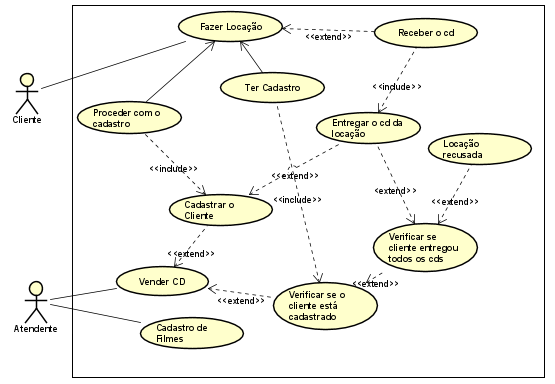 Fazer Locação
Receber o cd
<<extend>>
Cliente
Ter Cadastro
<<include>>
Proceder com o
cadastro
Entregar o cd da
locação
Locação
recusada
<<include>>
<<extend>>
<<extend>>
<<include>>
<<extend>>
Cadastrar o
Cliente
Verificar se
cliente entregou
todos os cds
<<extend>>
Vender CD
<<extend>>
<<extend>>
Verificar se o
cliente está
cadastrado
Atendente
Cadastro de
Filmes